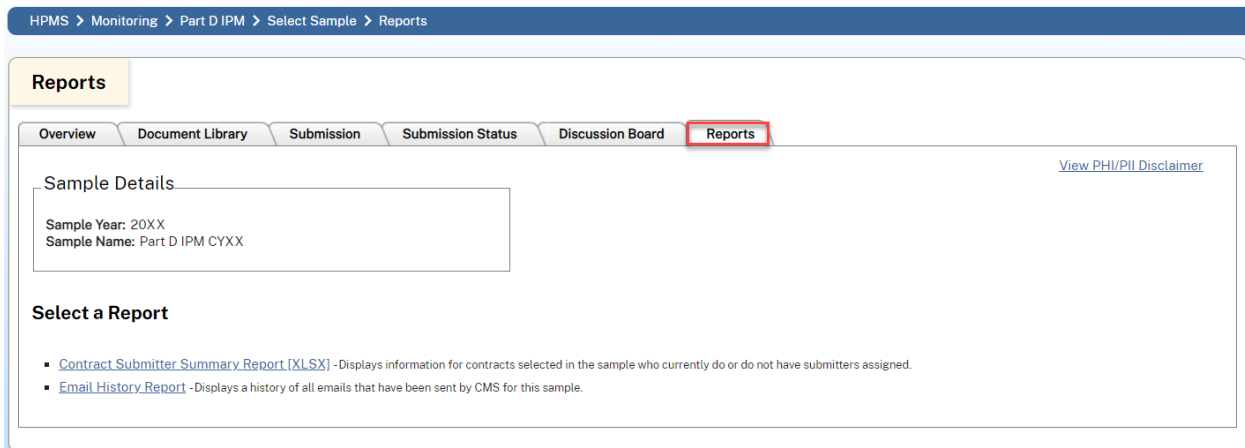 HPMS > Monitoring > Part D IPM > Select Sample > Reports
Reports
Overview Document Library Submission Submission Status Discussion Board Reports
View PHI/PII Disclaimer
Sample Details
Sample Year: 20XX
Sample Name: Part D IPM CYXX
Select a Report
▪ Contract Submitter Summary Report [XLSX] - Displays information for contracts selected in the sample who currently do or do not have submitters assigned.
▪ Email History Report - Displays a history of all emails that have been sent by CMS for this sample.